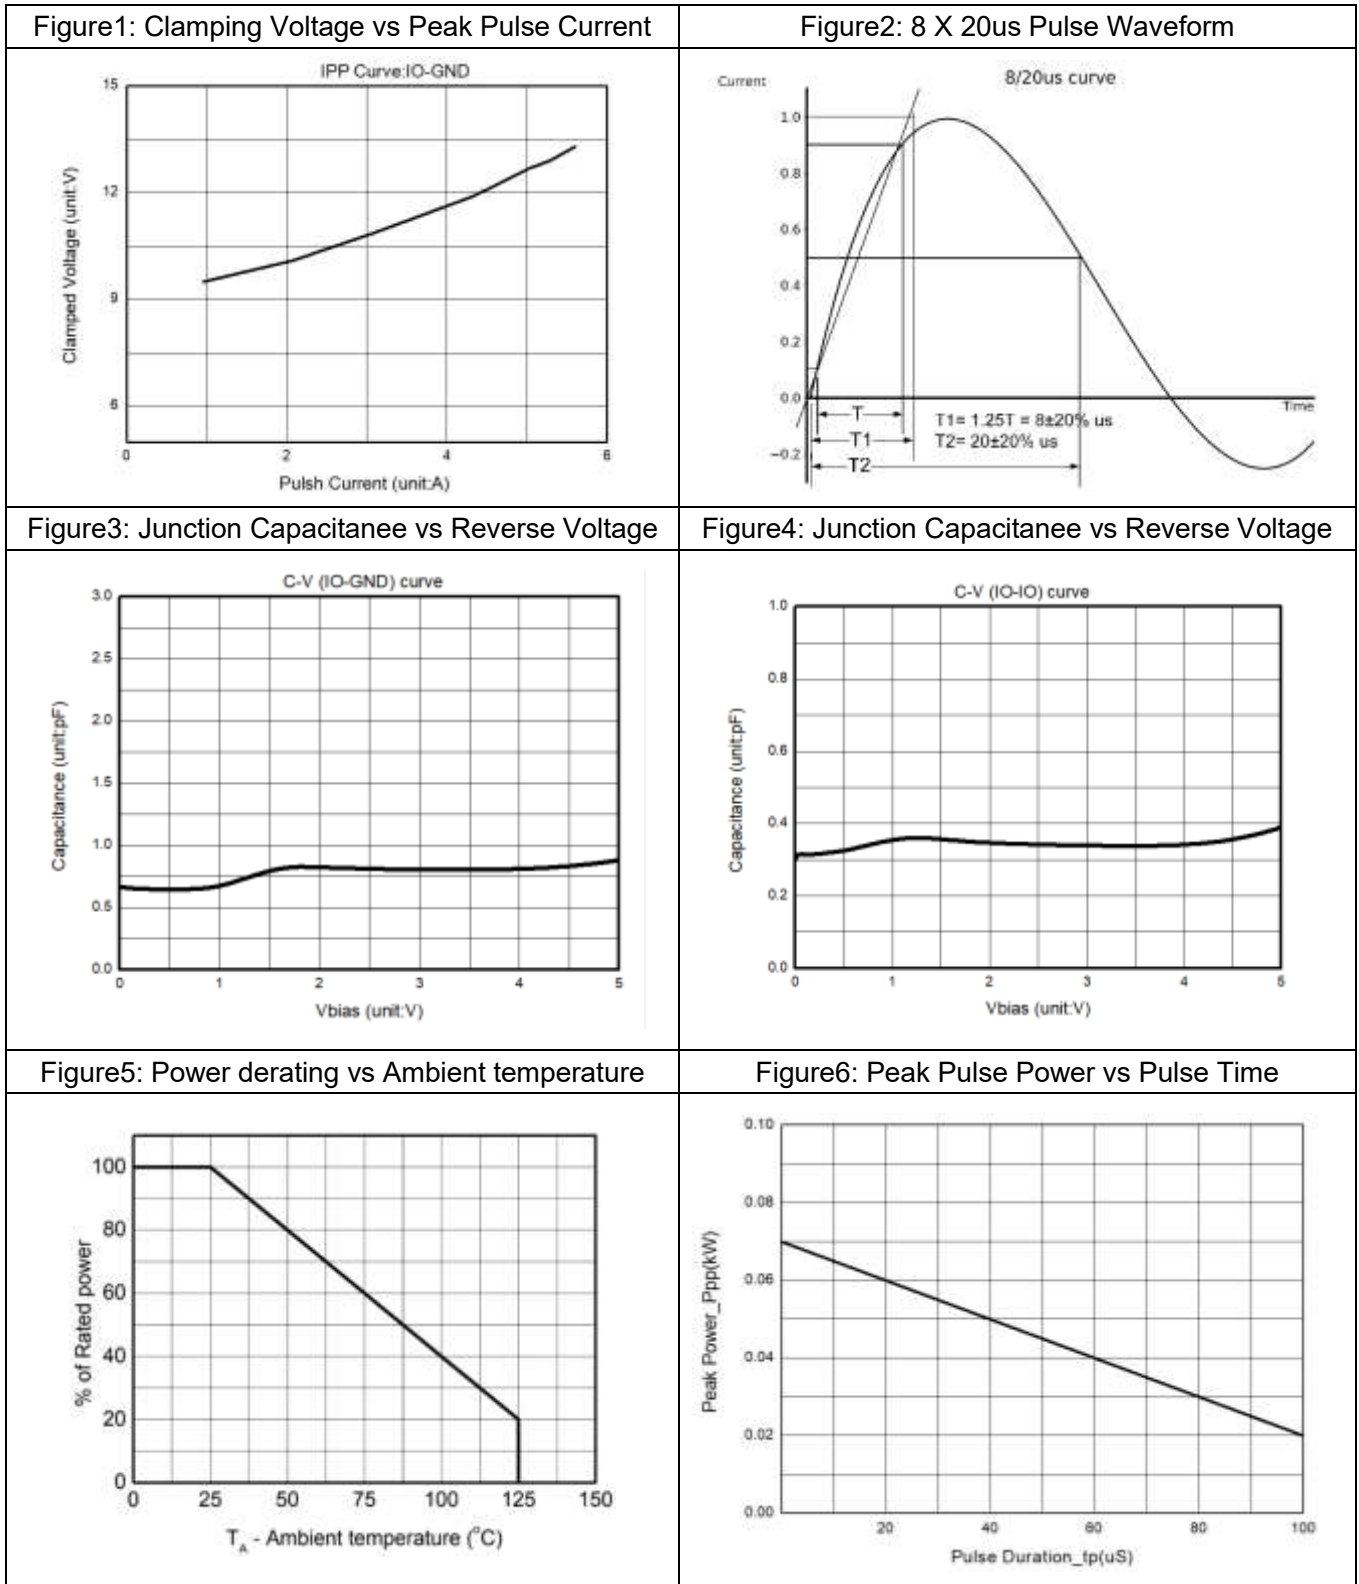 Figure1: Clamping Voltage vs Peak Pulse Current
Figure2: 8 X 20us Pulse Waveform
IPP Curve:IO-GND
15
12
9
6
0
2
4
6
Clamped Voltage (unit:V)
Pulsh Current (unit:A)
8/20us curve
Current
1.0
0.8
0.6
0.4
0.2
0.0
−0.2
Time
T
T1
T2
T1= 1.25T = 8±20% us
T2= 20±20% us
Figure3: Junction Capacitanee vs Reverse Voltage
Figure4: Junction Capacitanee vs Reverse Voltage
C-V (IO-GND) curve
3.0
2.5
2.0
1.5
1.0
0.5
0.0
0
1
2
3
4
5
Capacitance (unit:pF)
Vbias (unit:V)
C-V (IO-IO) curve
1.0
0.8
0.6
0.4
0.2
0.0
0
1
2
3
4
5
Capacitance (unit:pF)
Vbias (unit:V)
Figure5: Power derating vs Ambient temperature
Figure6: Peak Pulse Power vs Pulse Time
100
80
60
40
20
0
0
25
50
75
100
125
150
% of Rated power
TA - Ambient temperature (°C)
0.10
0.08
0.06
0.04
0.02
0.00
20
40
60
80
100
Peak Power_Ppp(kW)
Pulse Duration_tp(uS)